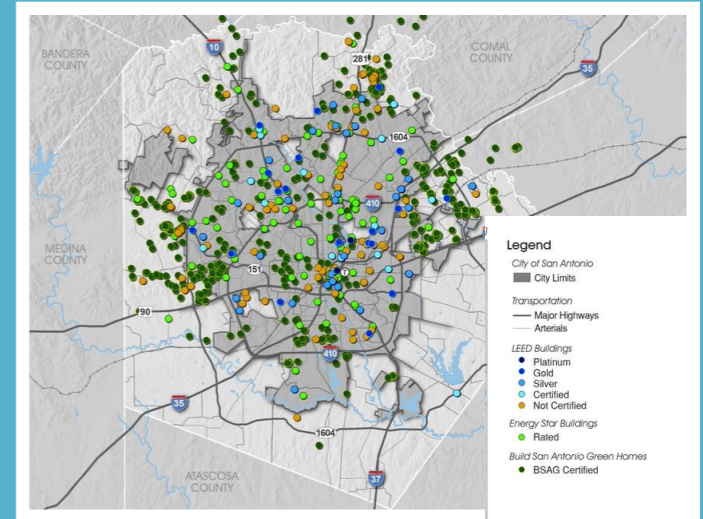 BANDERA
COUNTY
COMAL
COUNTY
10
281
35
1604
410
MEDINA
COUNTY
151
90
410
35
1604
ATASCOSA
COUNTY
37
Legend
City of San Antonio
City Limits
Transportation
Major Highways
Arterials
LEED Buildings
Platinum
Gold
Silver
Certified
Not Certified
Energy Star Buildings
Rated
Build San Antonio Green Homes
BSAG Certified